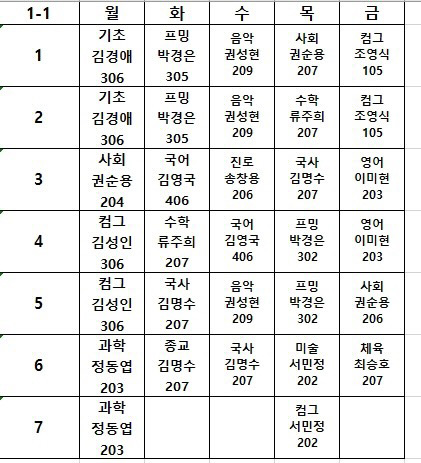 1-1 월 화 수 목 금
1 기초 프밍 음악 사회 컴그
김경애 박경은 권성현 권순용 조영식
306 305 209 207 105
2 기초 프밍 음악 수학 컴그
김경애 박경은 권성현 류주희 조영식
306 305 209 207 105
3 사회 국어 진로 국사 영어
권순용 김영국 송창용 김명수 이미현
204 406 206 207 203
4 컴그 수학 국어 프밍 영어
김성인 류주희 김영국 박경은 이미현
306 207 406 302 203
5 컴그 국사 음악 프밍 사회
김성인 김명수 권성현 박경은 권순용
306 207 209 302 206
6 과학 종교 국사 미술 체육
정동엽 김명수 김명수 서민정 최승호
203 207 207 202 207
7 과학 컴그
정동엽 서민정
203 202